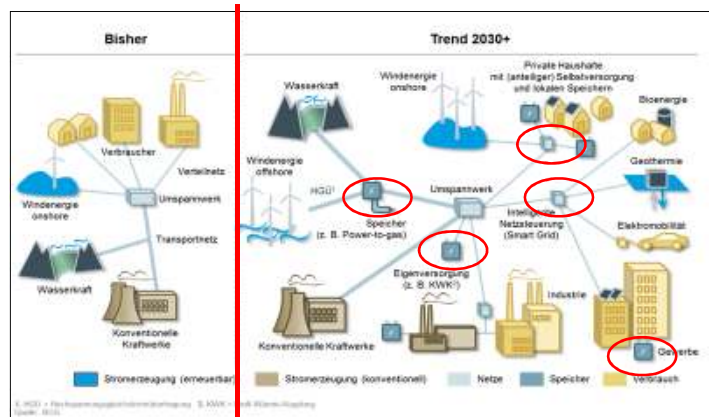 Bisher
Trend 2030+
Verbraucher
Verteilnetz
Windenergie
onshore
Umspannwerk
Transportnetz
Wasserkraft
Konventionelle
Kraftwerke
Wasserkraft
Windenergie
onshore
Private Haushalte
mit (anteiliger) Selbstversorgung
und lokalen Speichern
Bioenergie
Windenergie
offshore
HGÜ¹
Speicher
(z. B. Power-to-gas)
Umspannwerk
Geothermie
Intelligente
Netzsteuerung
(Smart Grid)
Elektromobilität
Eigenversorgung
(z. B. KWK²)
Industrie
Konventionelle Kraftwerke
Gewerbe
Stromerzeugung (erneuerbar)
Stromerzeugung (konventionell)
Netze
Speicher
Verbrauch